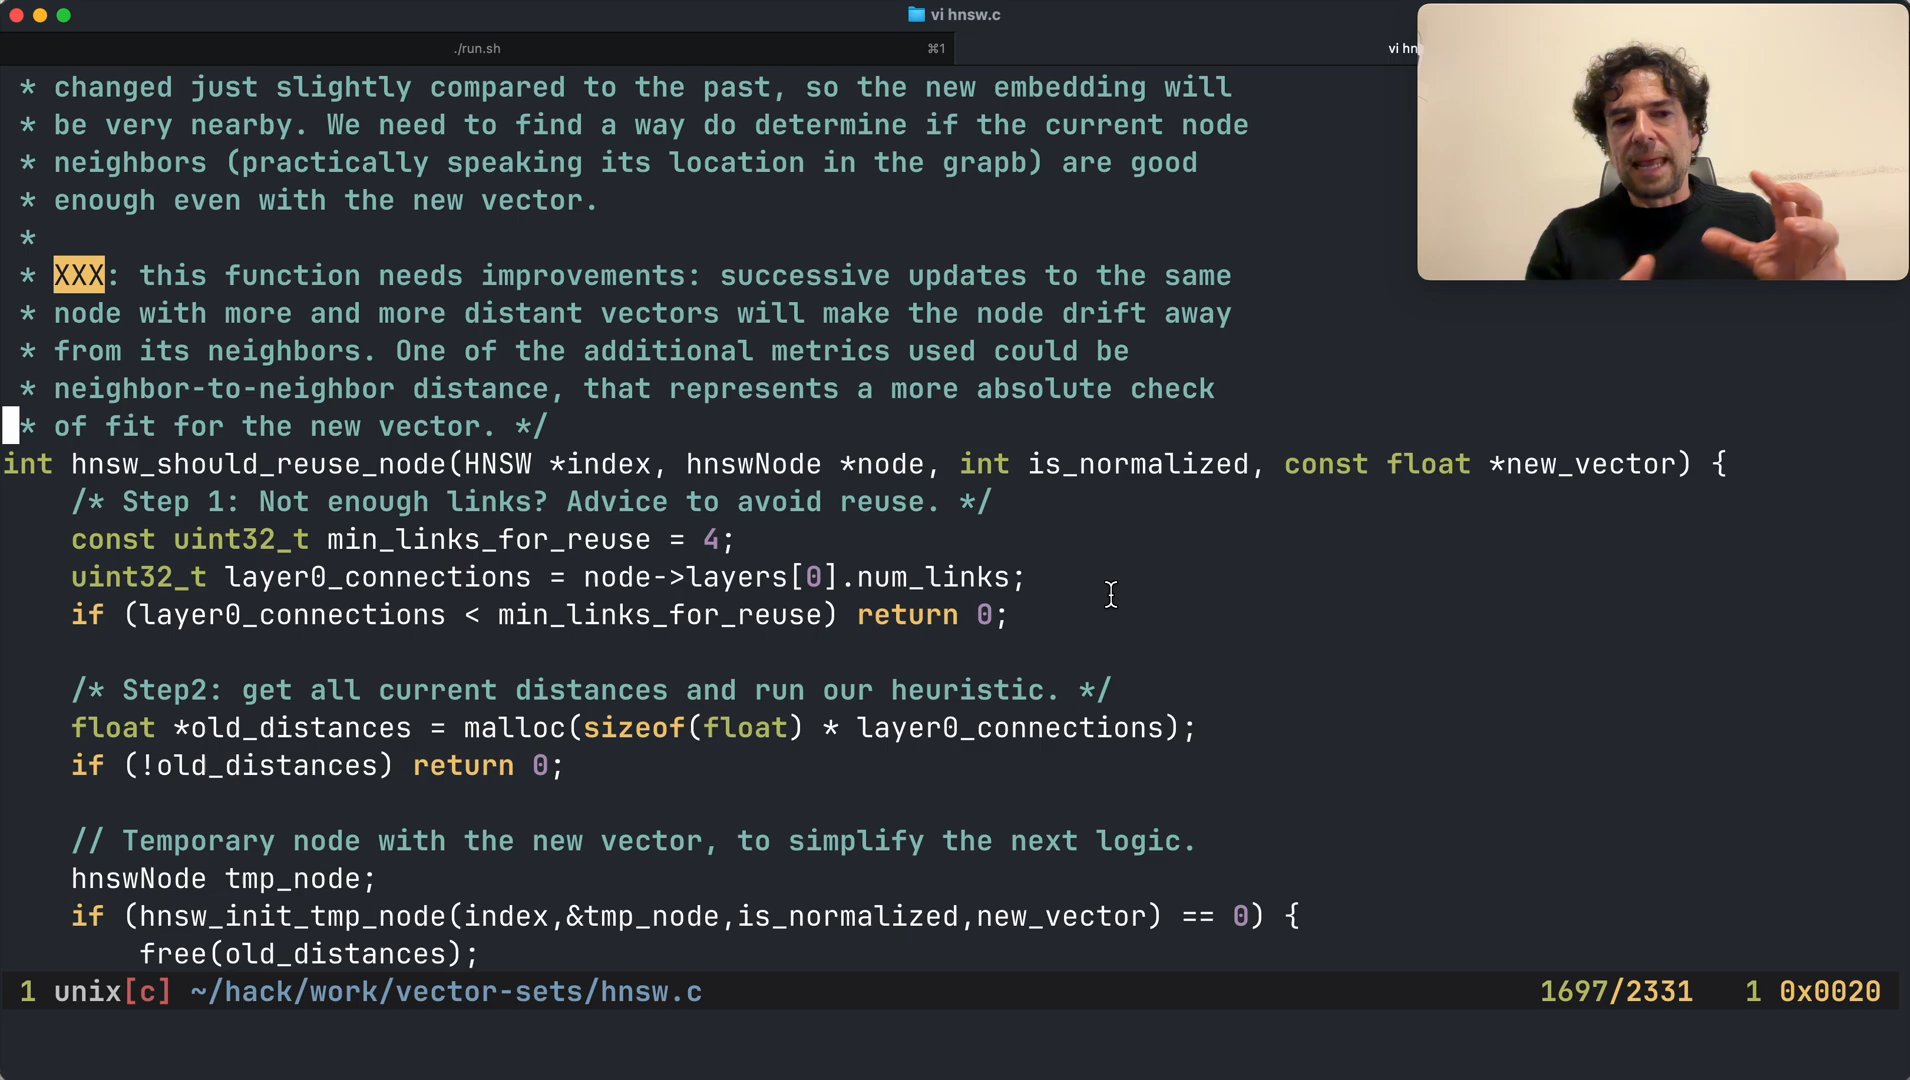 vi hnsw.c
./run.sh ⌘1 vi hn
* changed just slightly compared to the past, so the new embedding will
* be very nearby. We need to find a way do determine if the current node
* neighbors (practically speaking its location in the grapb) are good
* enough even with the new vector.
*
* XXX: this function needs improvements: successive updates to the same
* node with more and more distant vectors will make the node drift away
* from its neighbors. One of the additional metrics used could be
* neighbor-to-neighbor distance, that represents a more absolute check
* of fit for the new vector. */
int hnsw_should_reuse_node(HNSW *index, hnswNode *node, int is_normalized, const float *new_vector) {
/* Step 1: Not enough links? Advice to avoid reuse. */
const uint32_t min_links_for_reuse = 4;
uint32_t layer0_connections = node->layers[0].num_links;
if (layer0_connections < min_links_for_reuse) return 0;
/* Step2: get all current distances and run our heuristic. */
float *old_distances = malloc(sizeof(float) * layer0_connections);
if (!old_distances) return 0;
// Temporary node with the new vector, to simplify the next logic.
hnswNode tmp_node;
if (hnsw_init_tmp_node(index,&tmp_node,is_normalized,new_vector) == 0) {
free(old_distances);
1 unix[c] ~/hack/work/vector-sets/hnsw.c 1697/2331 1 0x0020